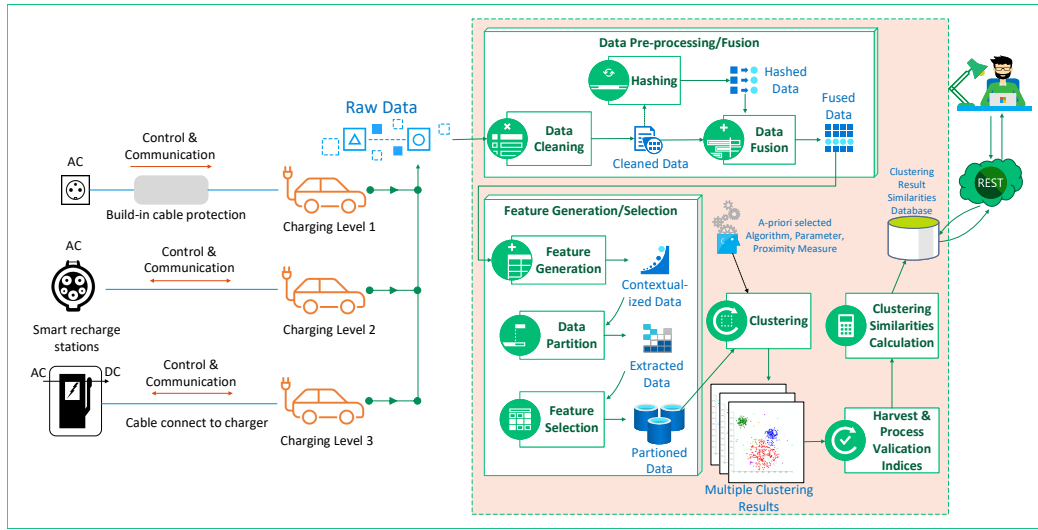 AC
Control &
Communication
Build-in cable protection
Charging Level 1
AC
Control &
Communication
Smart recharge
stations
Charging Level 2
AC
DC
Control &
Communication
Cable connect to charger
Charging Level 3
Raw Data
Data Pre-processing/Fusion
Hashing
Hashed
Data
Data
Cleaning
Cleaned Data
Data
Fusion
Fused
Data
Feature Generation/Selection
Feature
Generation
Contextual-
ized Data
Data
Partition
Extracted
Data
Feature
Selection
Partioned
Data
A-priori selected
Algorithm, Parameter,
Proximity Measure
Clustering
Multiple Clustering
Results
Harvest &
Process
Valication
Indices
Clustering
Similarities
Calculation
Clustering
Result
Similarities
Database
REST